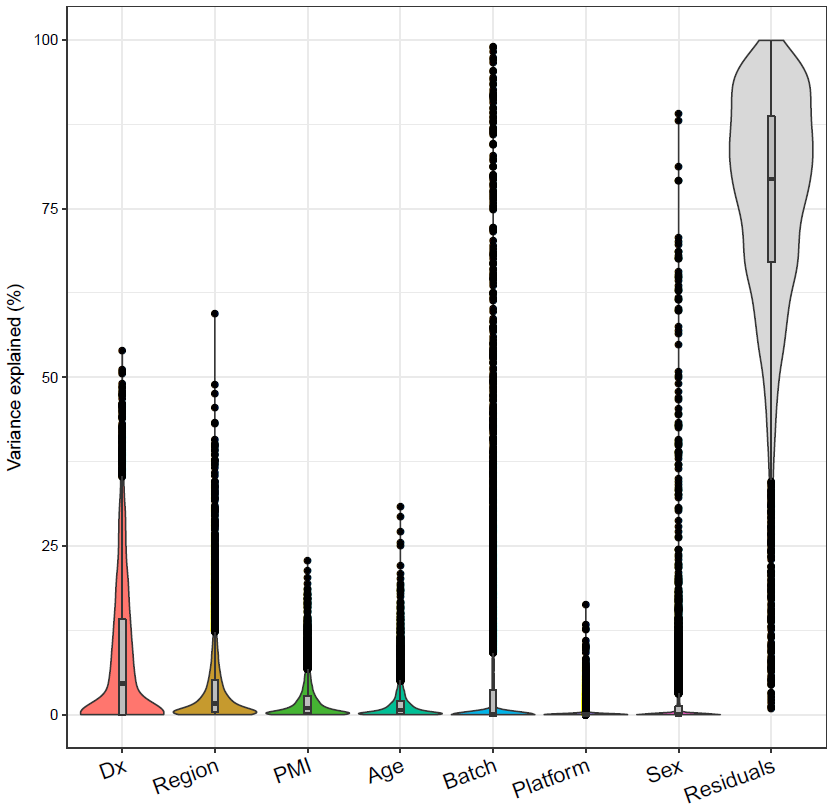 Variance explained (%)
100
75
50
25
0
Dx
Region
PMI
Age
Batch
Platform
Sex
Residuals